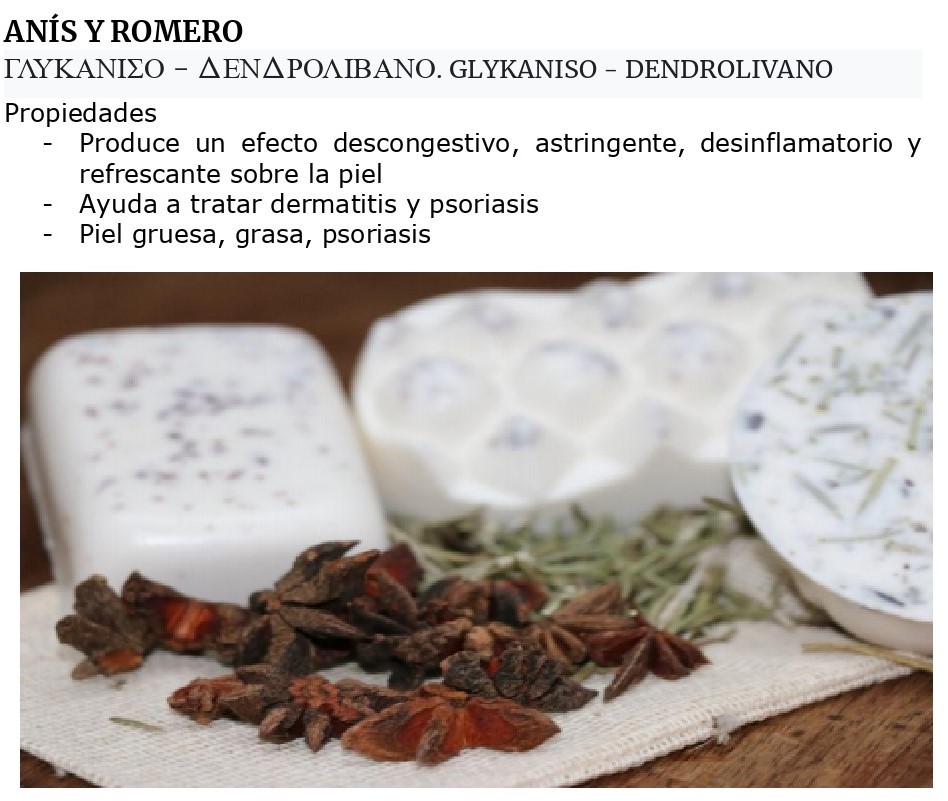 ANÍS Y ROMERO
ΓΛΥΚΑΝΙΣΟ – ΔΕΝΔΡΟΛΙΒΑΝΟ. GLYKANISO – DENDROLIVANO
Propiedades
- Produce un efecto descongestivo, astringente, desinflamatorio y
refrescante sobre la piel
- Ayuda a tratar dermatitis y psoriasis
- Piel gruesa, grasa, psoriasis